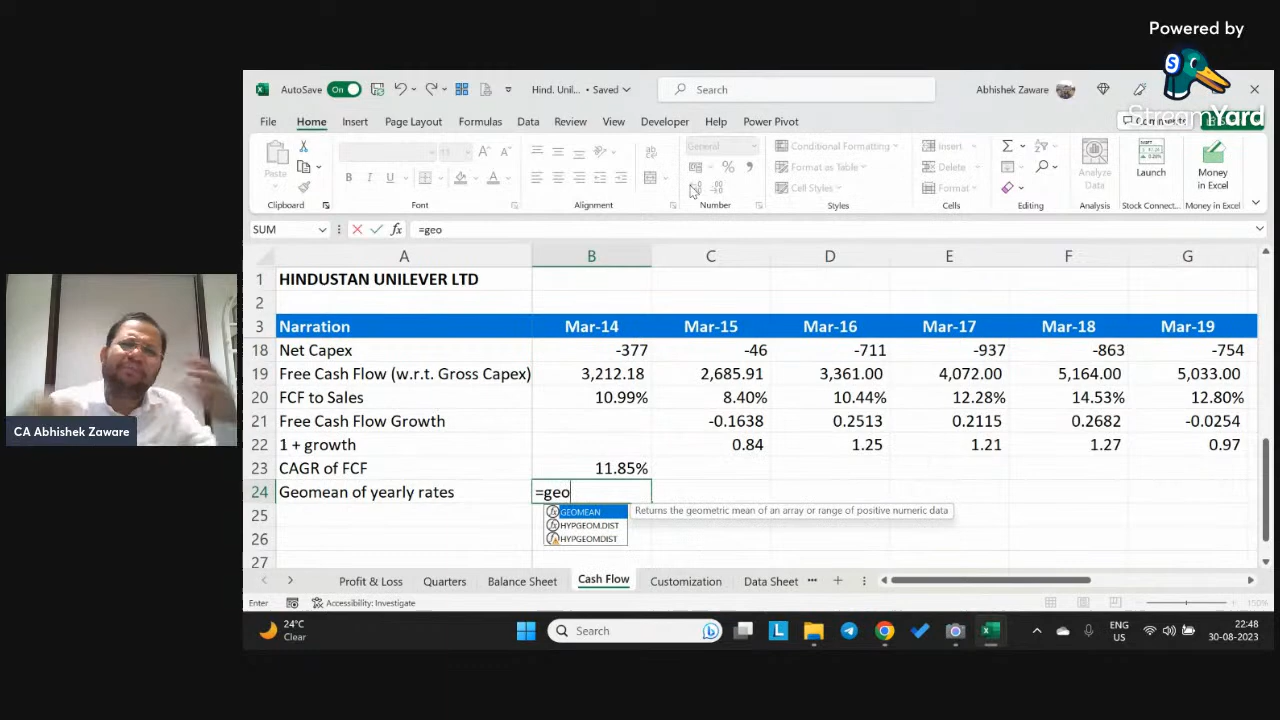 Powered by
StreamYard
AutoSave On Hind. Unil... • Saved Search Abhishek Zaware
File Home Insert Page Layout Formulas Data Review View Developer Help Power Pivot Comments
Paste General Conditional Formatting Insert Analyze Data Launch Money in Excel
Format as Table Delete
Cell Styles Format
Clipboard Font Alignment Number Styles Cells Editing Analysis Stock Connect... Money in Excel
SUM fx =geo
A B C D E F G
1 HINDUSTAN UNILEVER LTD
2
3 Narration Mar-14 Mar-15 Mar-16 Mar-17 Mar-18 Mar-19
18 Net Capex -377 -46 -711 -937 -863 -754
19 Free Cash Flow (w.r.t. Gross Capex) 3,212.18 2,685.91 3,361.00 4,072.00 5,164.00 5,033.00
20 FCF to Sales 10.99% 8.40% 10.44% 12.28% 14.53% 12.80%
21 Free Cash Flow Growth -0.1638 0.2513 0.2115 0.2682 -0.0254
22 1 + growth 0.84 1.25 1.21 1.27 0.97
23 CAGR of FCF 11.85%
24 Geomean of yearly rates =geo
GEOMEAN Returns the geometric mean of an array or range of positive numeric data
25 HYPGEOM.DIST
26 HYPGEOMDIST
27
CA Abhishek Zaware
Profit & Loss Quarters Balance Sheet Cash Flow Customization Data Sheet ... +
Enter Accessibility: Investigate 150%
24°C
Clear
Search
ENG
US
22:48
30-08-2023